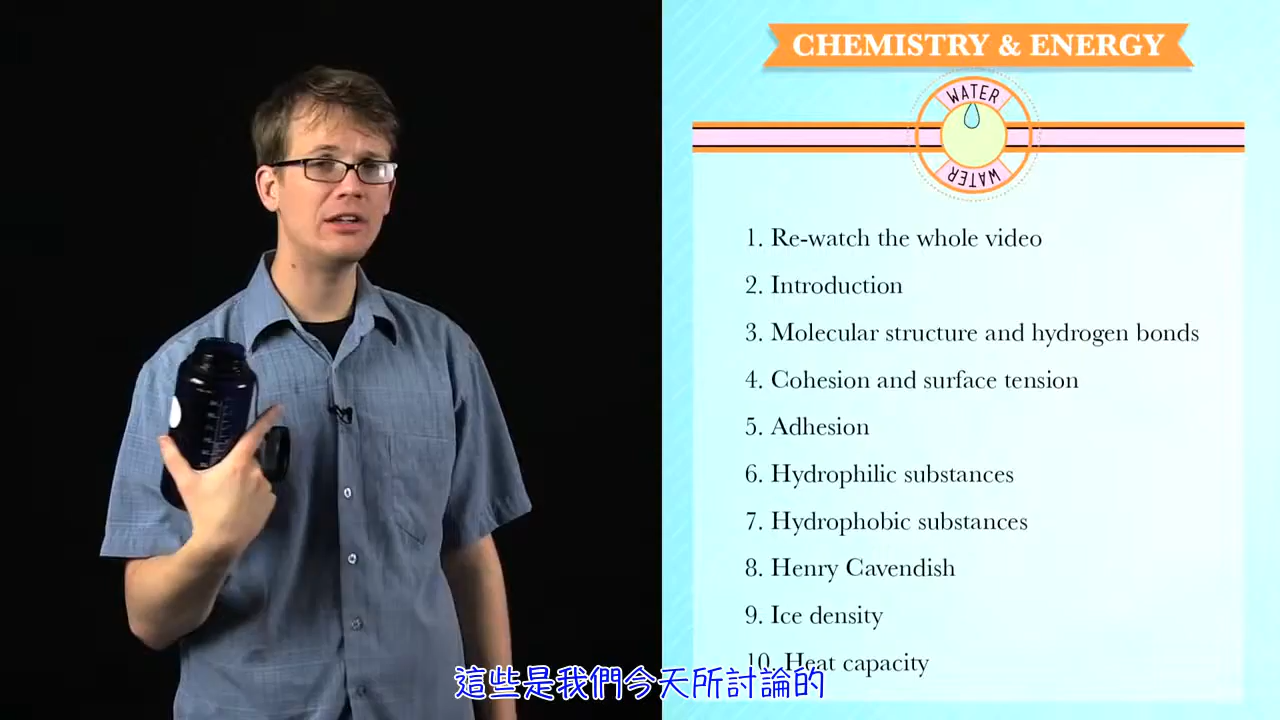 CHEMISTRY & ENERGY
WATER
WATER
1. Re-watch the whole video
2. Introduction
3. Molecular structure and hydrogen bonds
4. Cohesion and surface tension
5. Adhesion
6. Hydrophilic substances
7. Hydrophobic substances
8. Henry Cavendish
9. Ice density
10. Heat capacity
這些是我們今天所討論的